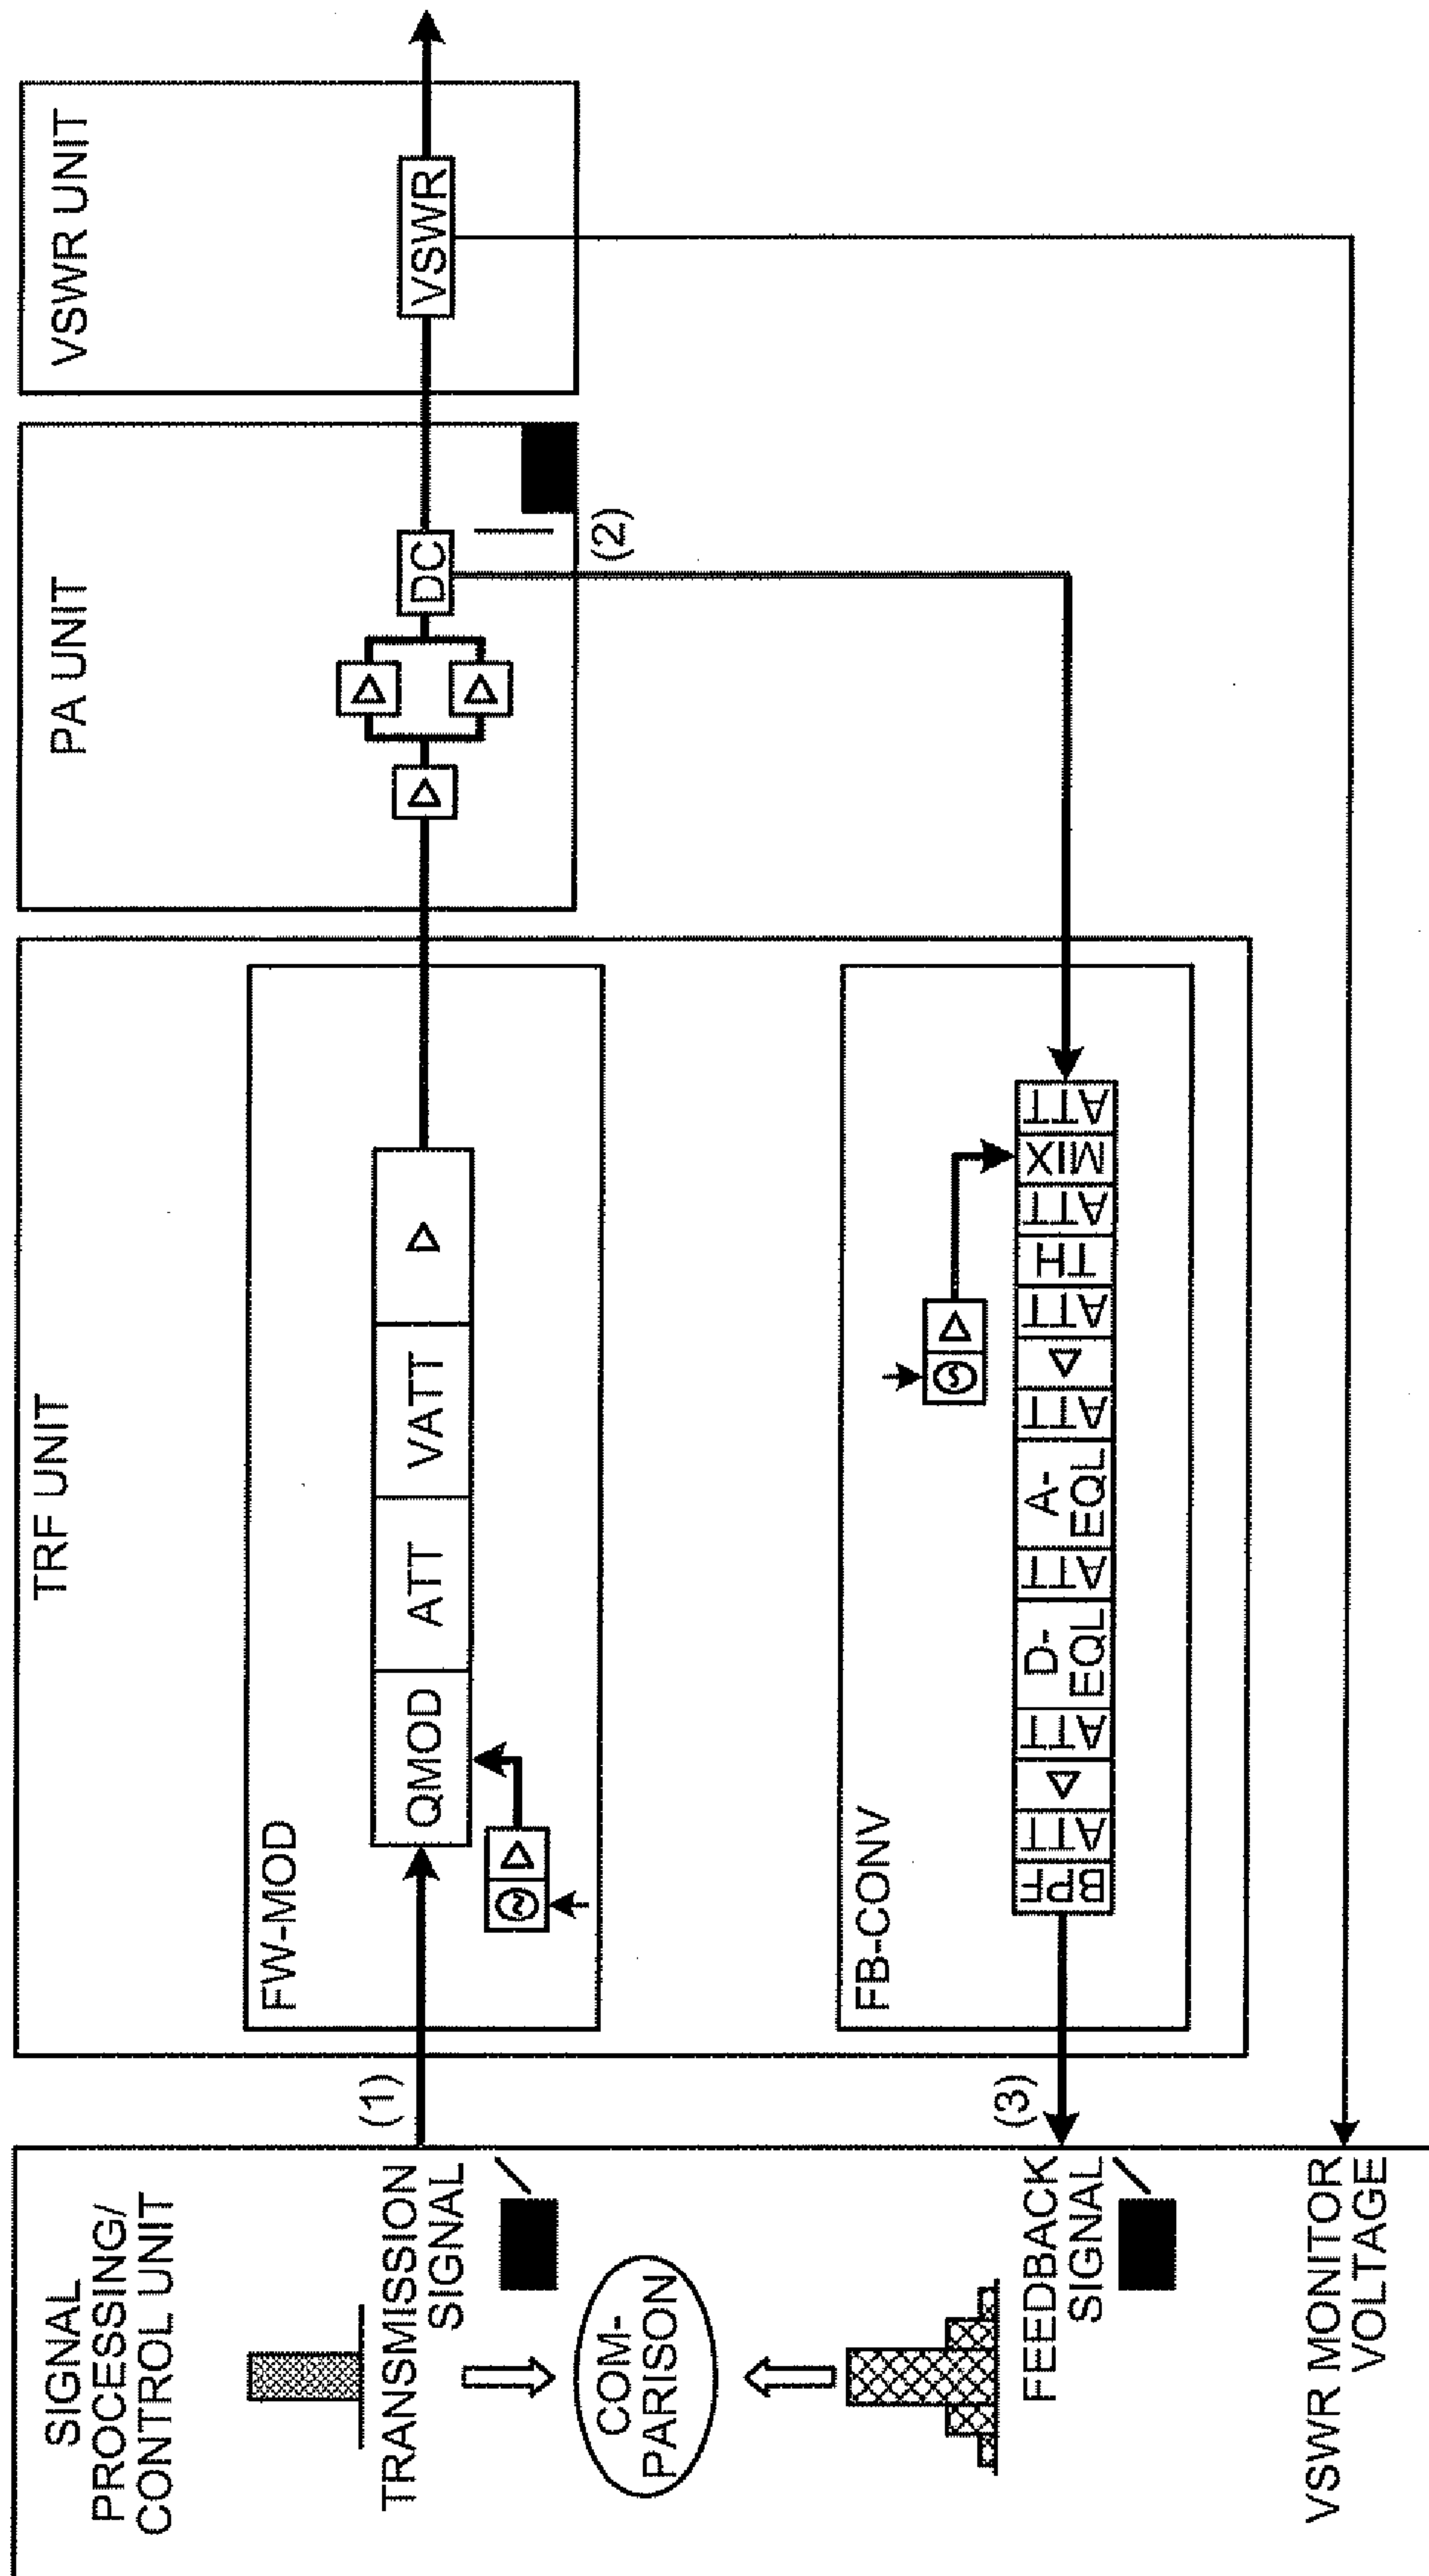 SIGNAL
PROCESSING/
CONTROL UNIT
TRANSMISSION
SIGNAL
COM-
PARISON
FEEDBACK
SIGNAL
VSWR MONITOR
VOLTAGE
(1)
(3)
TRF UNIT
FW-MOD
QMOD
ATT
VATT
FB-CONV
BPF
ATT
ATT
D-
EQL
ATT
A-
EQL
ATT
ATT
TH
ATT
MIX
ATT
PA UNIT
DC
(2)
VSWR UNIT
VSWR